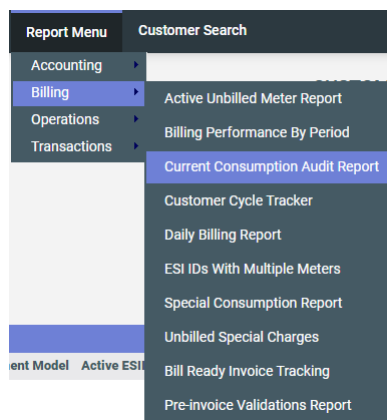 Report Menu Customer Search
Accounting
Billing
Operations
Transactions
Active Unbilled Meter Report
Billing Performance By Period
Current Consumption Audit Report
Customer Cycle Tracker
Daily Billing Report
ESI IDs With Multiple Meters
Special Consumption Report
Unbilled Special Charges
Bill Ready Invoice Tracking
Pre-invoice Validations Report
Model Active